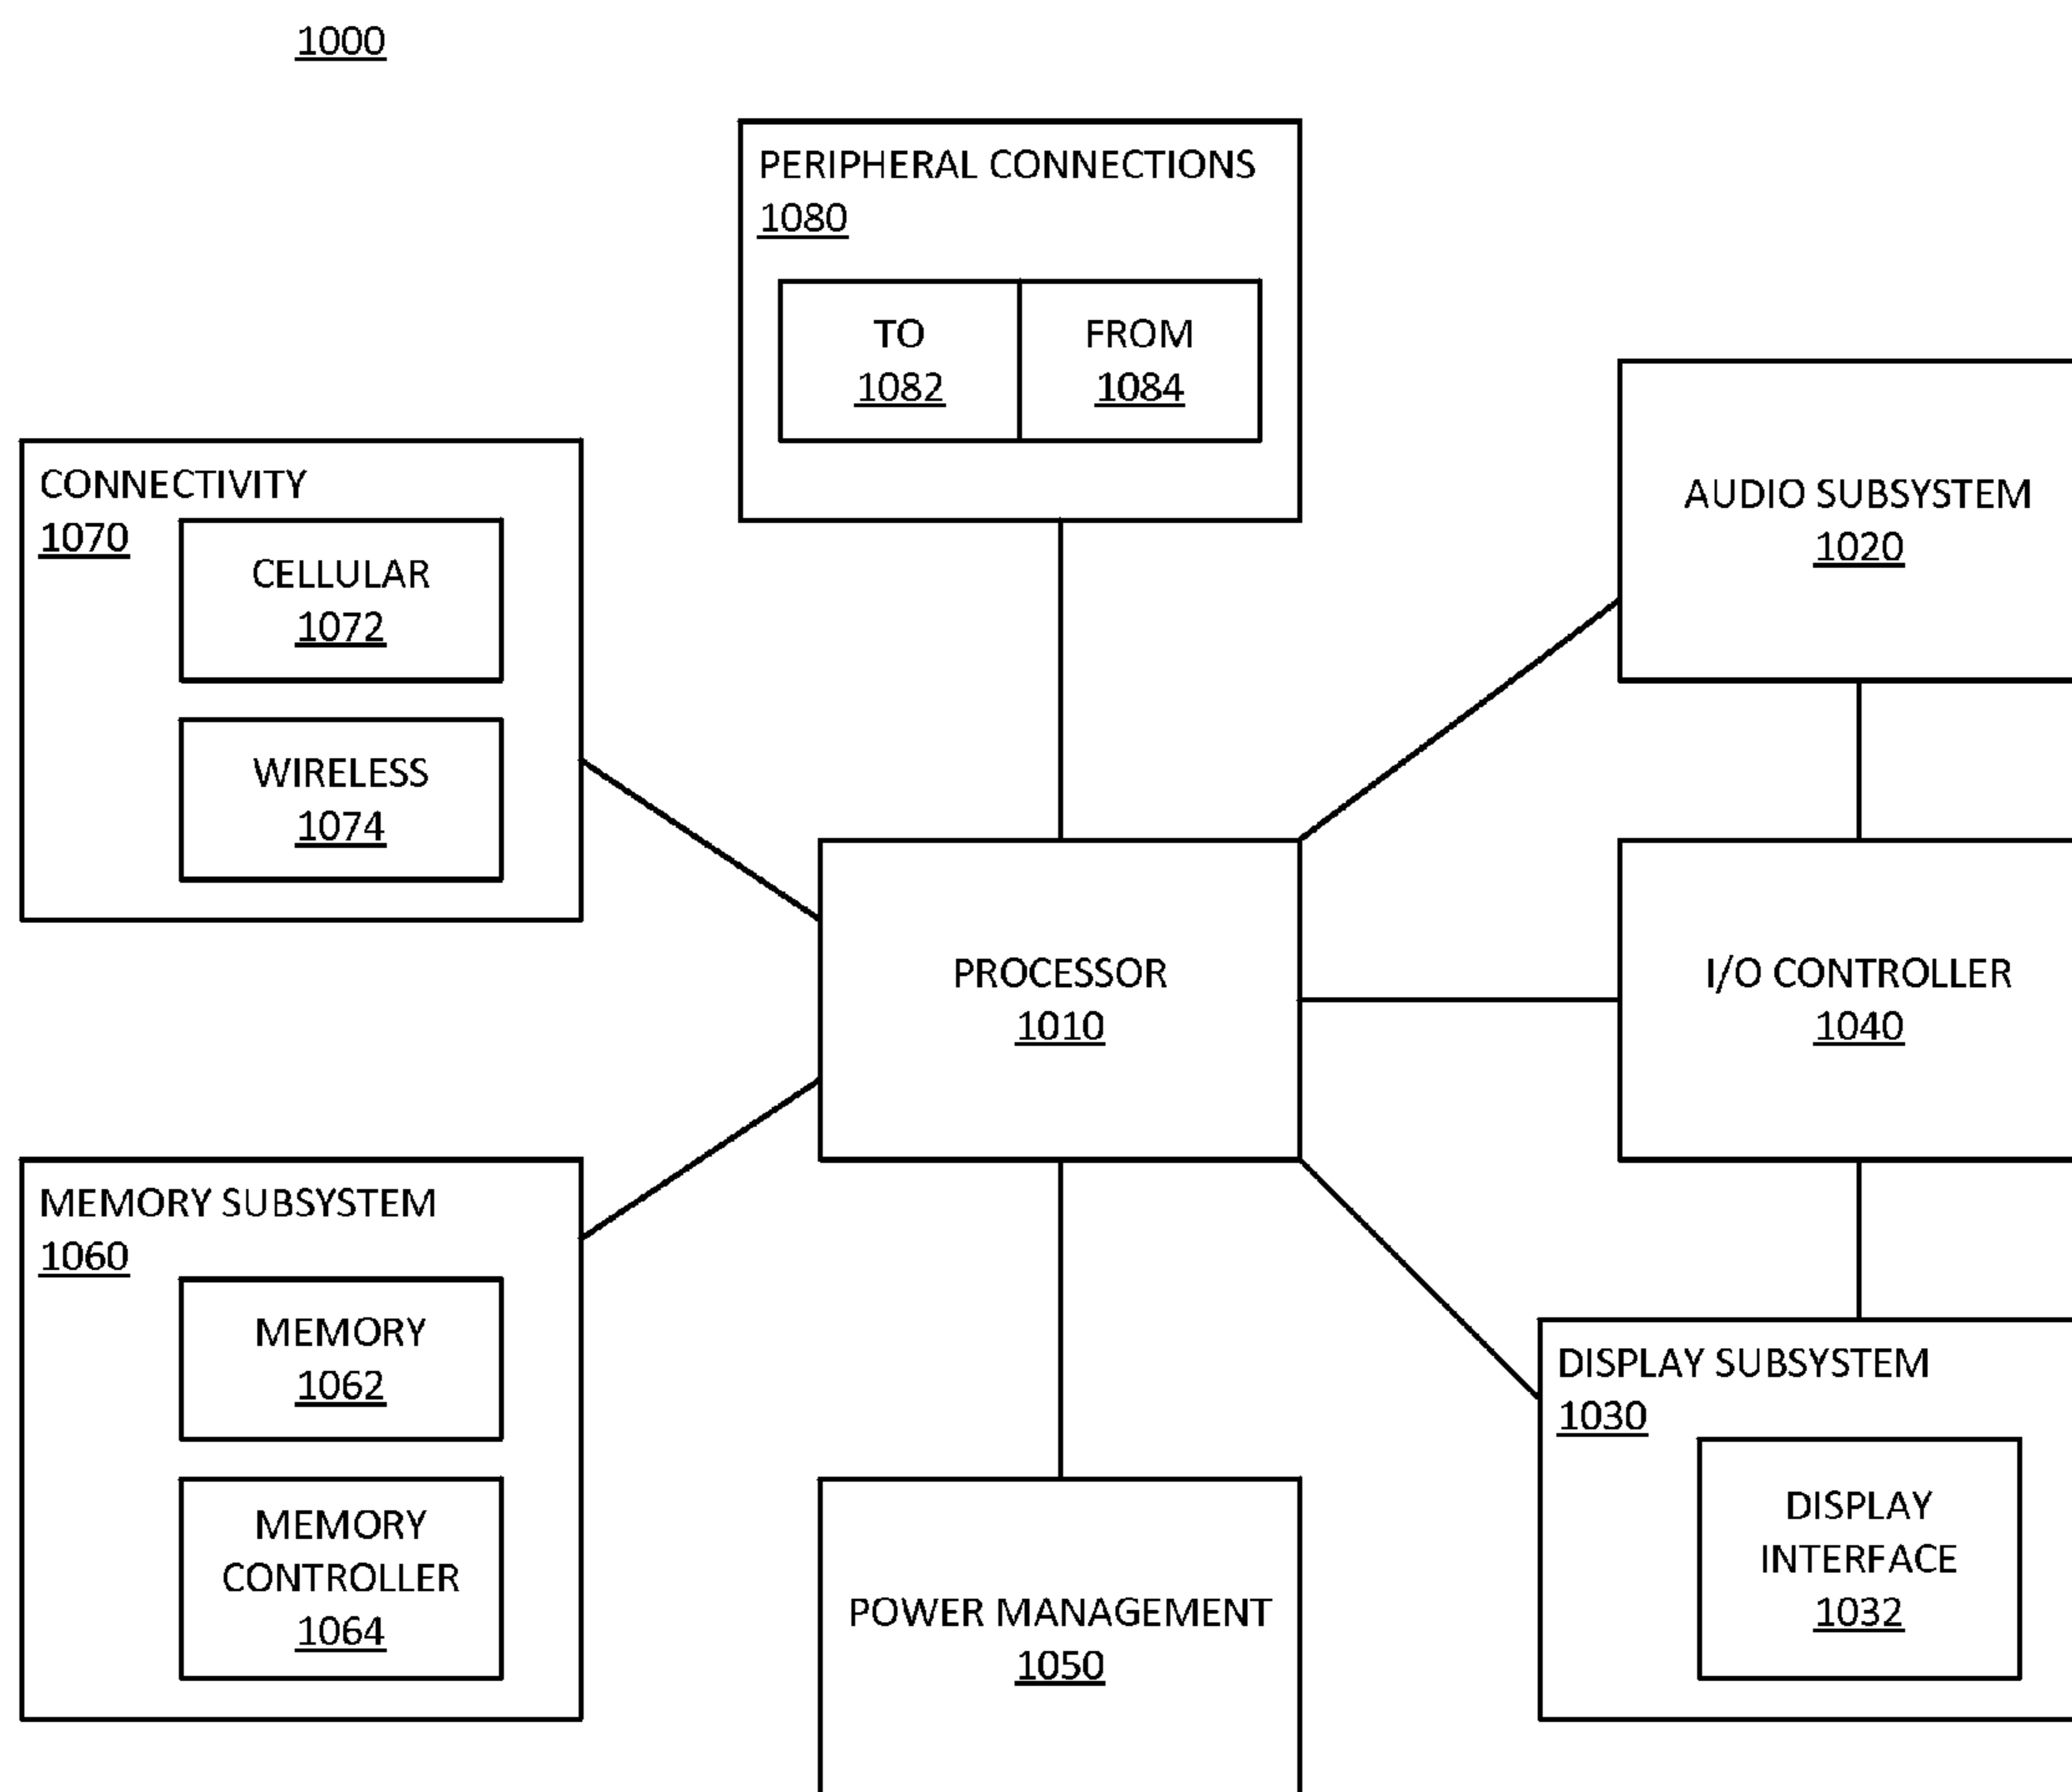 1000
PERIPHERAL CONNECTIONS
1080
TO
1082
FROM
1084
CONNECTIVITY
1070
CELLULAR
1072
WIRELESS
1074
AUDIO SUBSYSTEM
1020
PROCESSOR
1010
I/O CONTROLLER
1040
MEMORY SUBSYSTEM
1060
MEMORY
1062
MEMORY
CONTROLLER
1064
POWER MANAGEMENT
1050
DISPLAY SUBSYSTEM
1030
DISPLAY
INTERFACE
1032